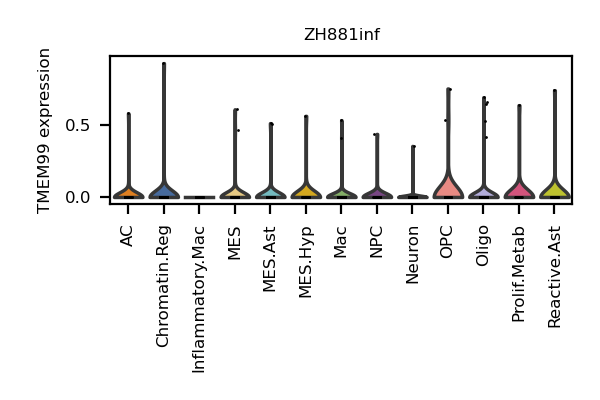 ZH881inf
TMEM99 expression
0.5
0.0
AC
Chromatin.Reg
Inflammatory.Mac
MES
MES.Ast
MES.Hyp
Mac
NPC
Neuron
OPC
Oligo
Prolif.Metab
Reactive.Ast